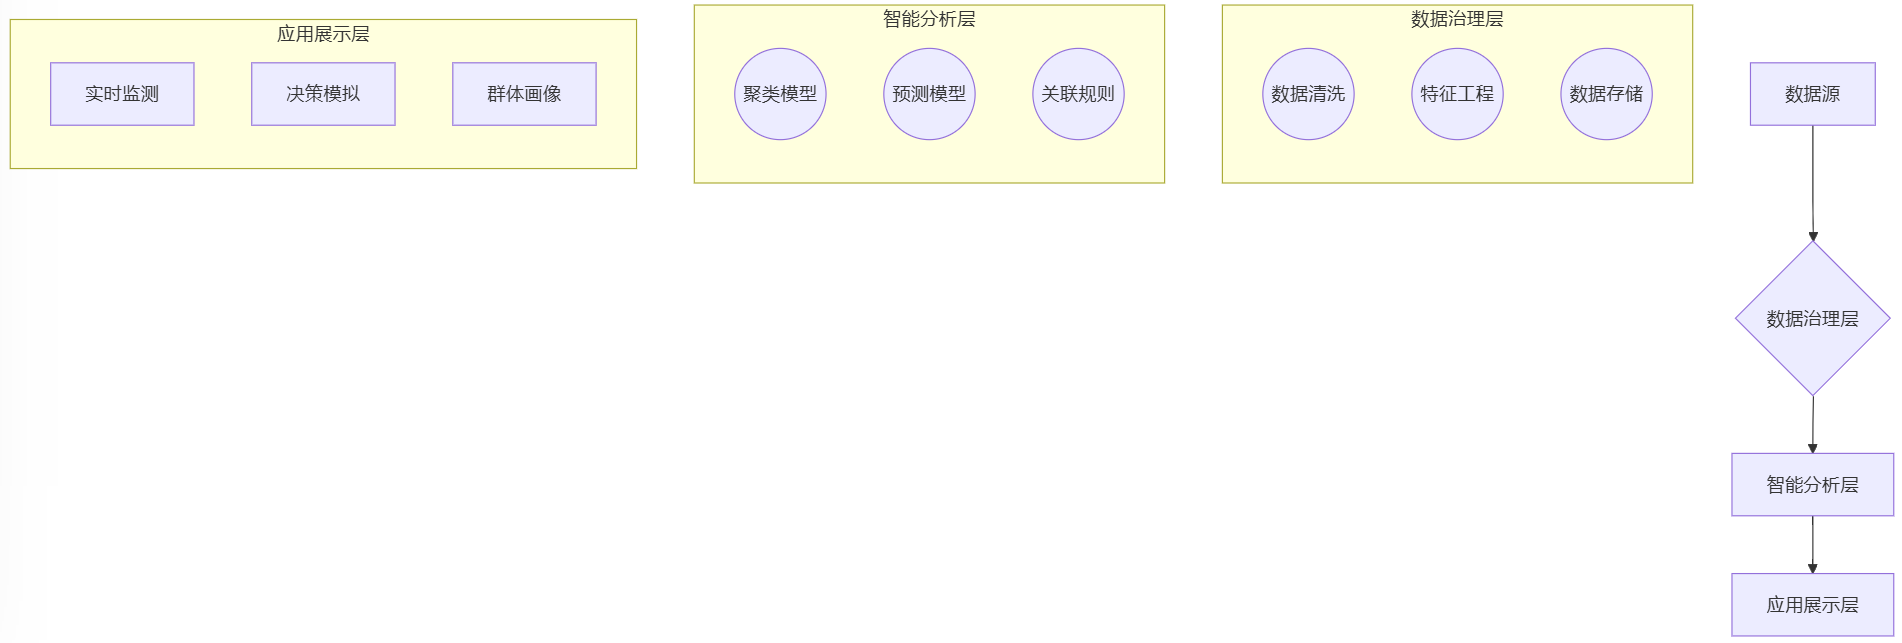 应用展示层
实时监测
决策模拟
群体画像
智能分析层
聚类模型
预测模型
关联规则
数据治理层
数据清洗
特征工程
数据存储
数据源
数据治理层
智能分析层
应用展示层